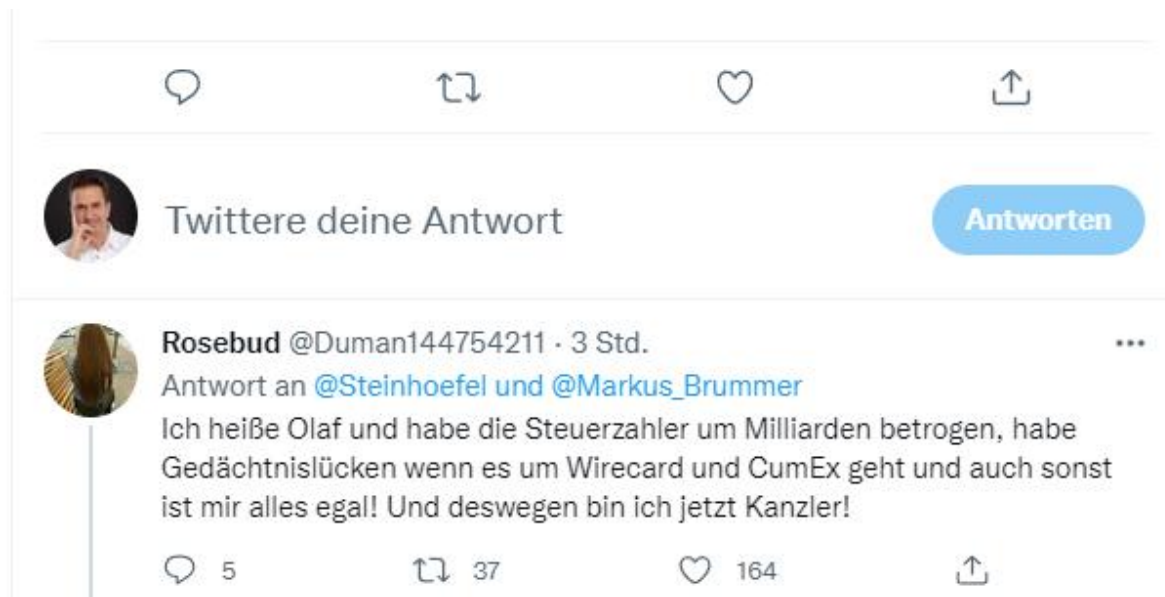 Twittere deine Antwort
Antworten
Rosebud @Duman144754211 · 3 Std.
Antwort an @Steinhoefel und @Markus_Brummer
Ich heiße Olaf und habe die Steuerzahler um Milliarden betrogen, habe
Gedächtnislücken wenn es um Wirecard und CumEx geht und auch sonst
ist mir alles egal! Und deswegen bin ich jetzt Kanzler!
5 37 164